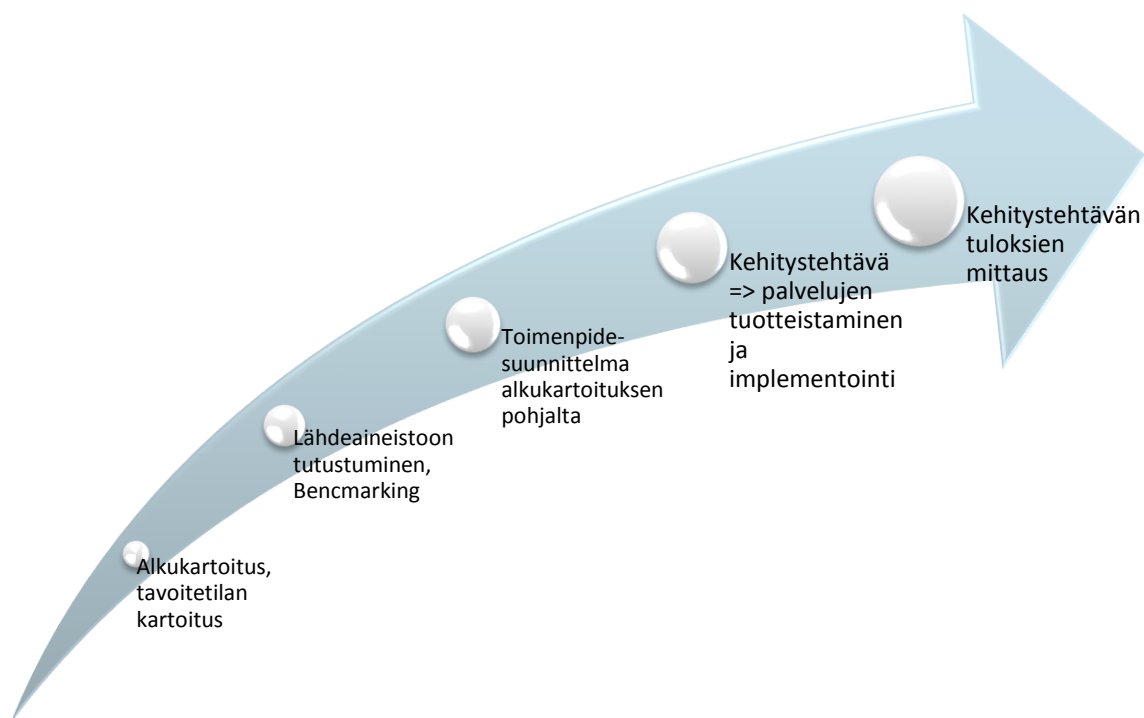 Alkukartoitus,
tavoitetilan
kartoitus
Lähdeaineistoon
tutustuminen,
Bencmarking
Toimenpide-
suunnittelma
alkukartoituksen
pohjalta
Kehitystehtävä
=> palvelujen
tuotteistaminen
ja
implementointi
Kehitystehtävän
tuloksien
mittaus